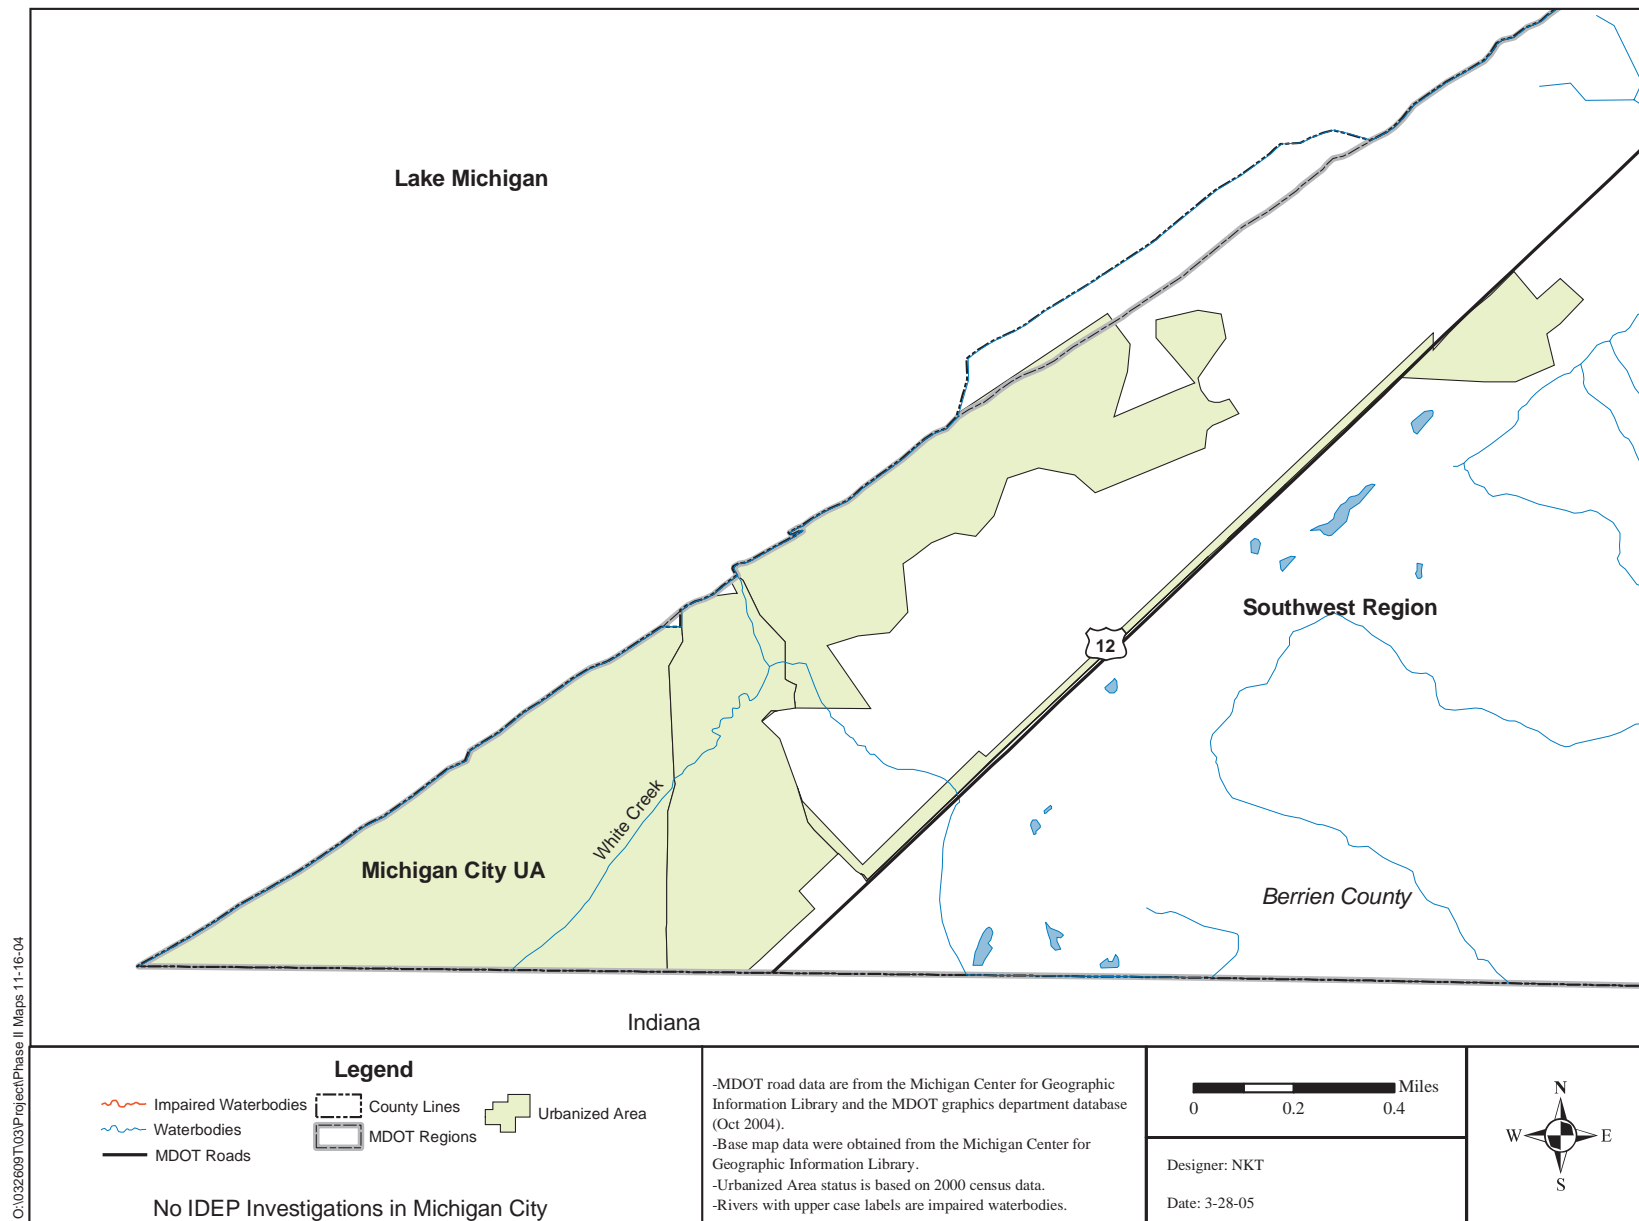 Lake Michigan
Southwest Region
12
White Creek
Michigan City UA
Berrien County
Indiana
O:\032609T\03\Project\Phase II Maps 11-16-04
Legend
Impaired Waterbodies
Waterbodies
MDOT Roads
County Lines
MDOT Regions
Urbanized Area
No IDEP Investigations in Michigan City
-MDOT road data are from the Michigan Center for Geographic
Information Library and the MDOT graphics department database
(Oct 2004).
-Base map data were obtained from the Michigan Center for
Geographic Information Library.
-Urbanized Area status is based on 2000 census data.
-Rivers with upper case labels are impaired waterbodies.
Miles
0 0.2 0.4
Designer: NKT
Date: 3-28-05
N
W E
S